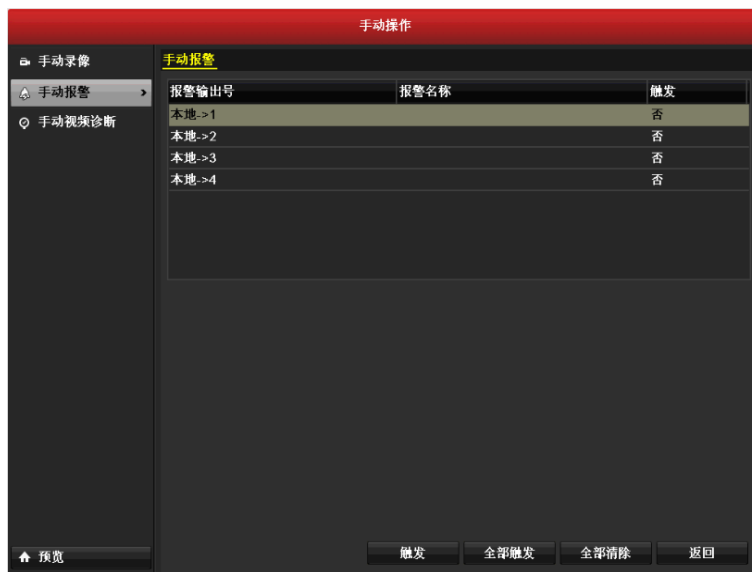 手动操作
手动录像
手动报警
手动视频诊断
手动报警
报警输出号 报警名称 触发
本地->1 否
本地->2 否
本地->3 否
本地->4 否
预览
触发 全部触发 全部清除 返回